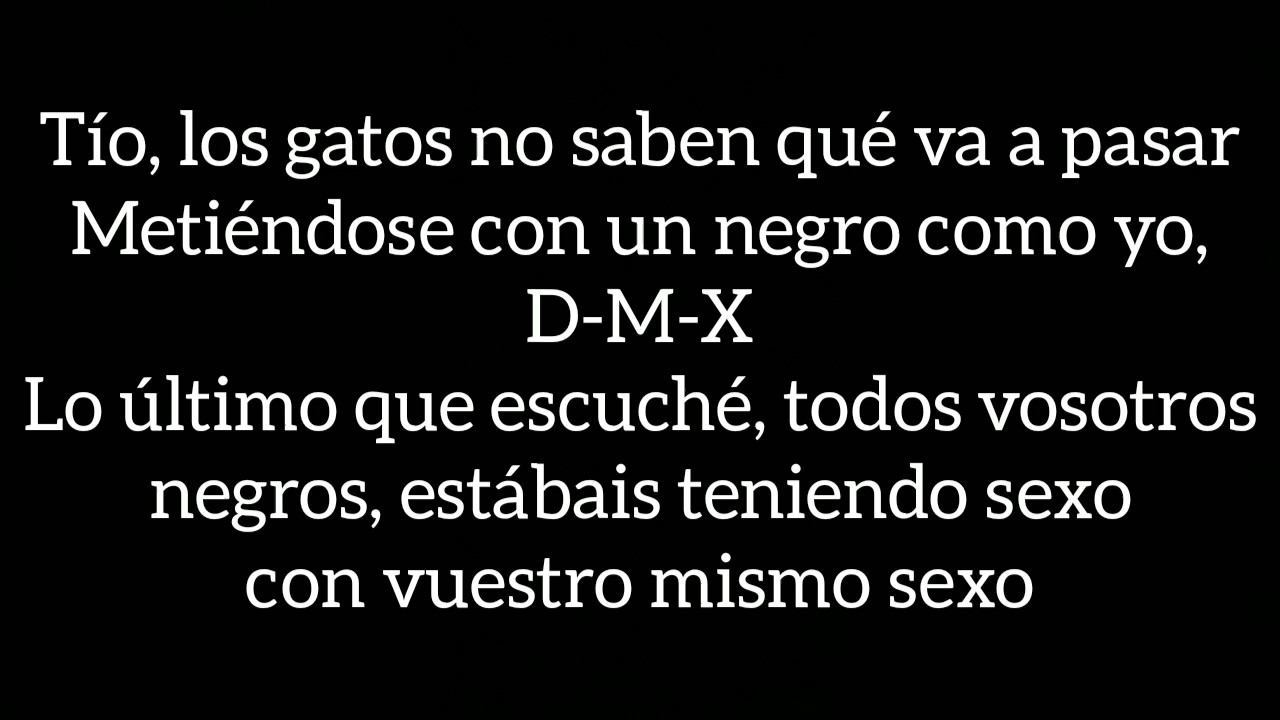 Tío, los gatos no saben qué va a pasar
Metiéndose con un negro como yo,
D-M-X
Lo último que escuché, todos vosotros
negros, estábais teniendo sexo
con vuestro mismo sexo